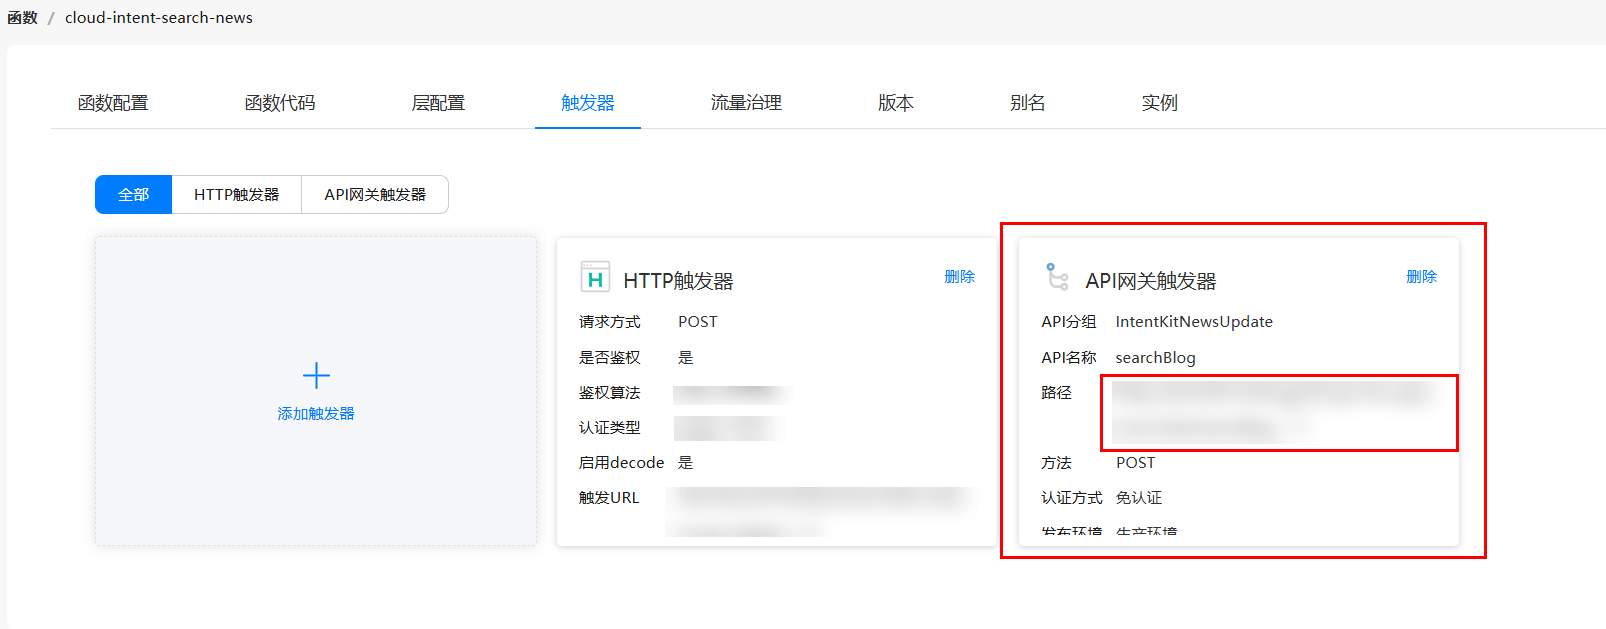 函数 / cloud-intent-search-news
函数配置 函数代码 层配置 触发器 流量治理 版本 别名 实例
全部 HTTP触发器 API网关触发器
添加触发器
HTTP触发器 删除
请求方式 POST
是否鉴权 是
鉴权算法
认证类型
启用decode 是
触发URL
API网关触发器 删除
API分组 IntentKitNewsUpdate
API名称 searchBlog
路径
方法 POST
认证方式 免认证
发布环境 生产环境